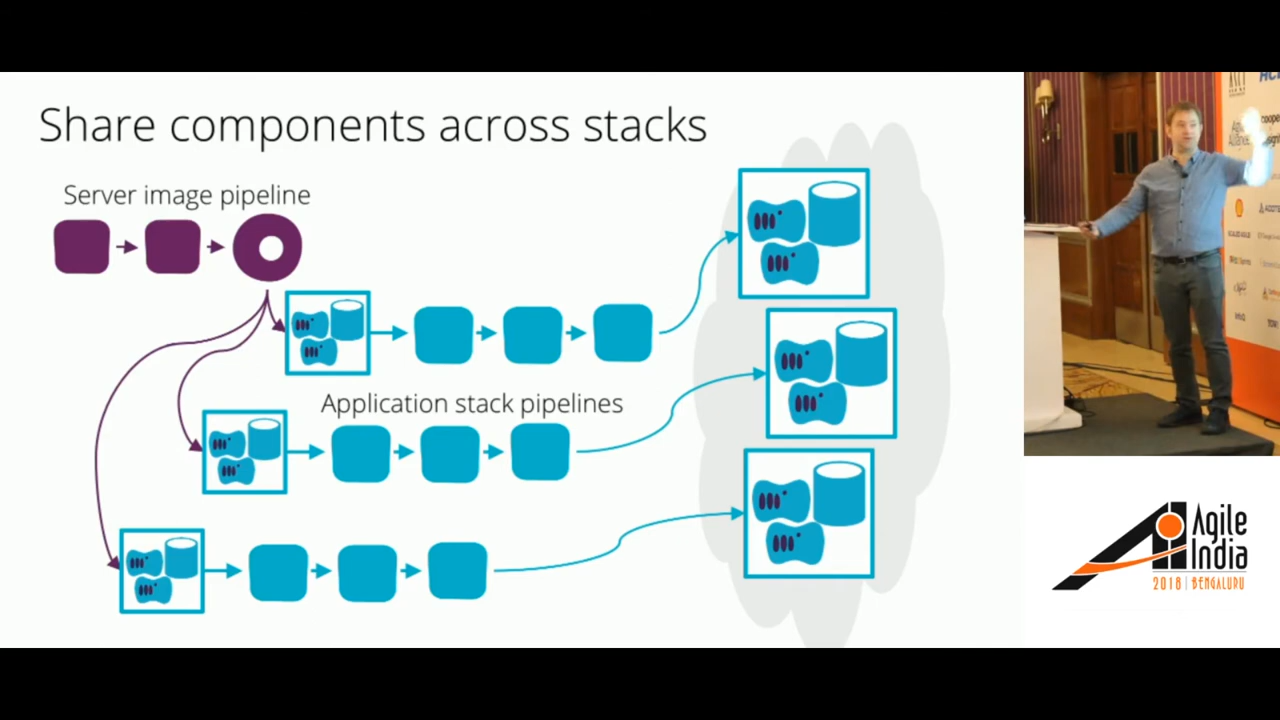 Share components across stacks
Server image pipeline
Application stack pipelines
Agile
India
2018 | BENGALURU